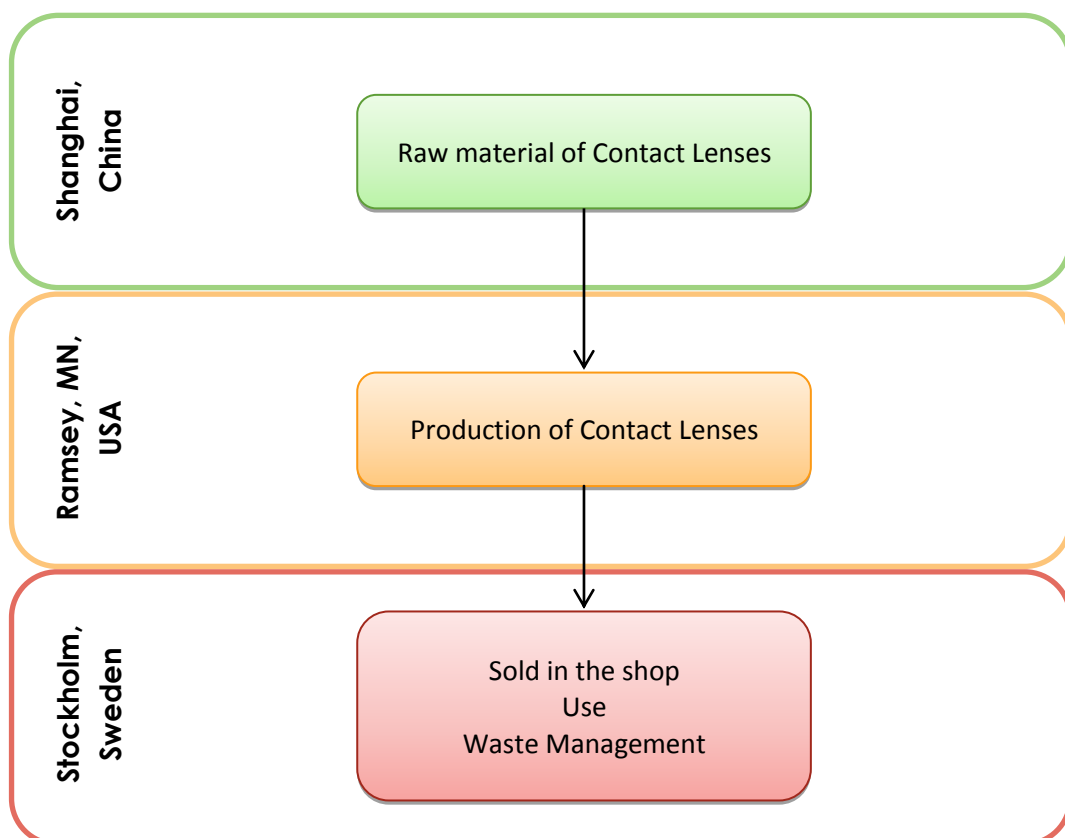 Shanghai,
China
Raw material of Contact Lenses
Ramsey, MN,
USA
Production of Contact Lenses
Stockholm,
Sweden
Sold in the shop
Use
Waste Management